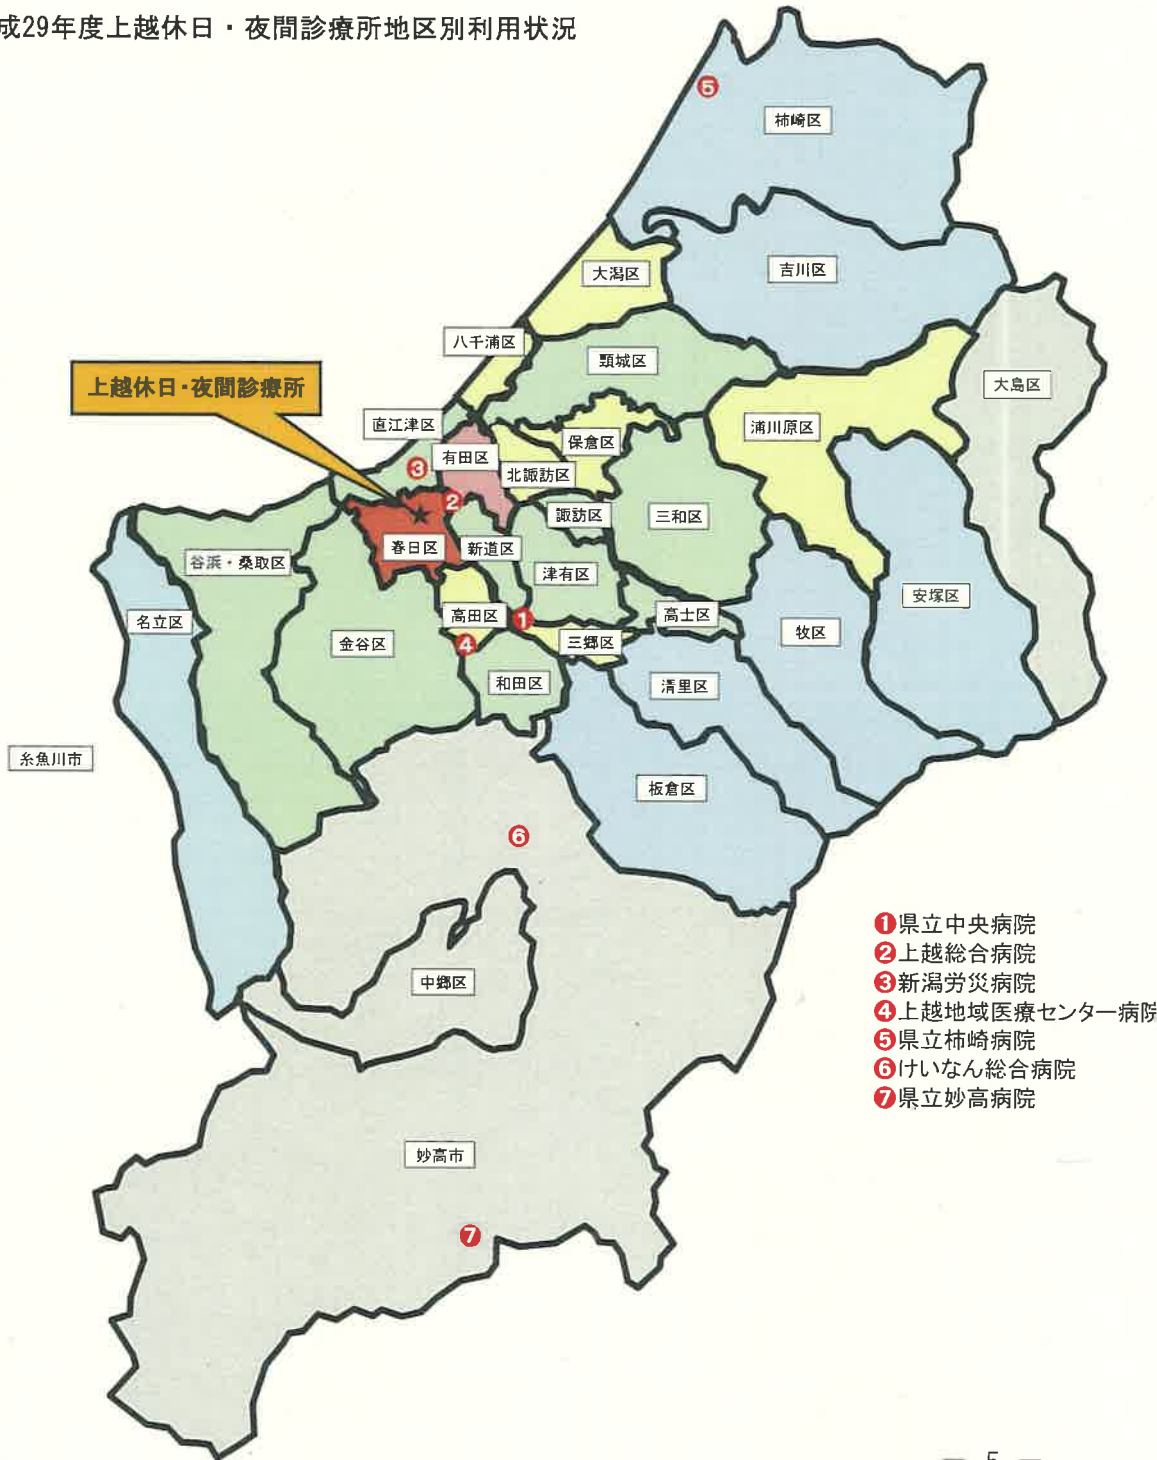 成29年度上越休日・夜間診療所地区別利用状況
5
柿崎区
吉川区
大潟区
八千浦区
頸城区
大島区
上越休日・夜間診療所
直江津区
浦川原区
保倉区
3
有田区
北諏訪区
2
諏訪区
三和区
春日区
新道区
谷浜・桑取区
津有区
安塚区
名立区
高田区
1
高士区
金谷区
4
三郷区
牧区
和田区
清里区
糸魚川市
板倉区
6
中郷区
❶県立中央病院
❷上越総合病院
❸新潟労災病院
❹上越地域医療センター病院
❺県立柿崎病院
❻けいなん総合病院
❼県立妙高病院
妙高市
7
— 5 —